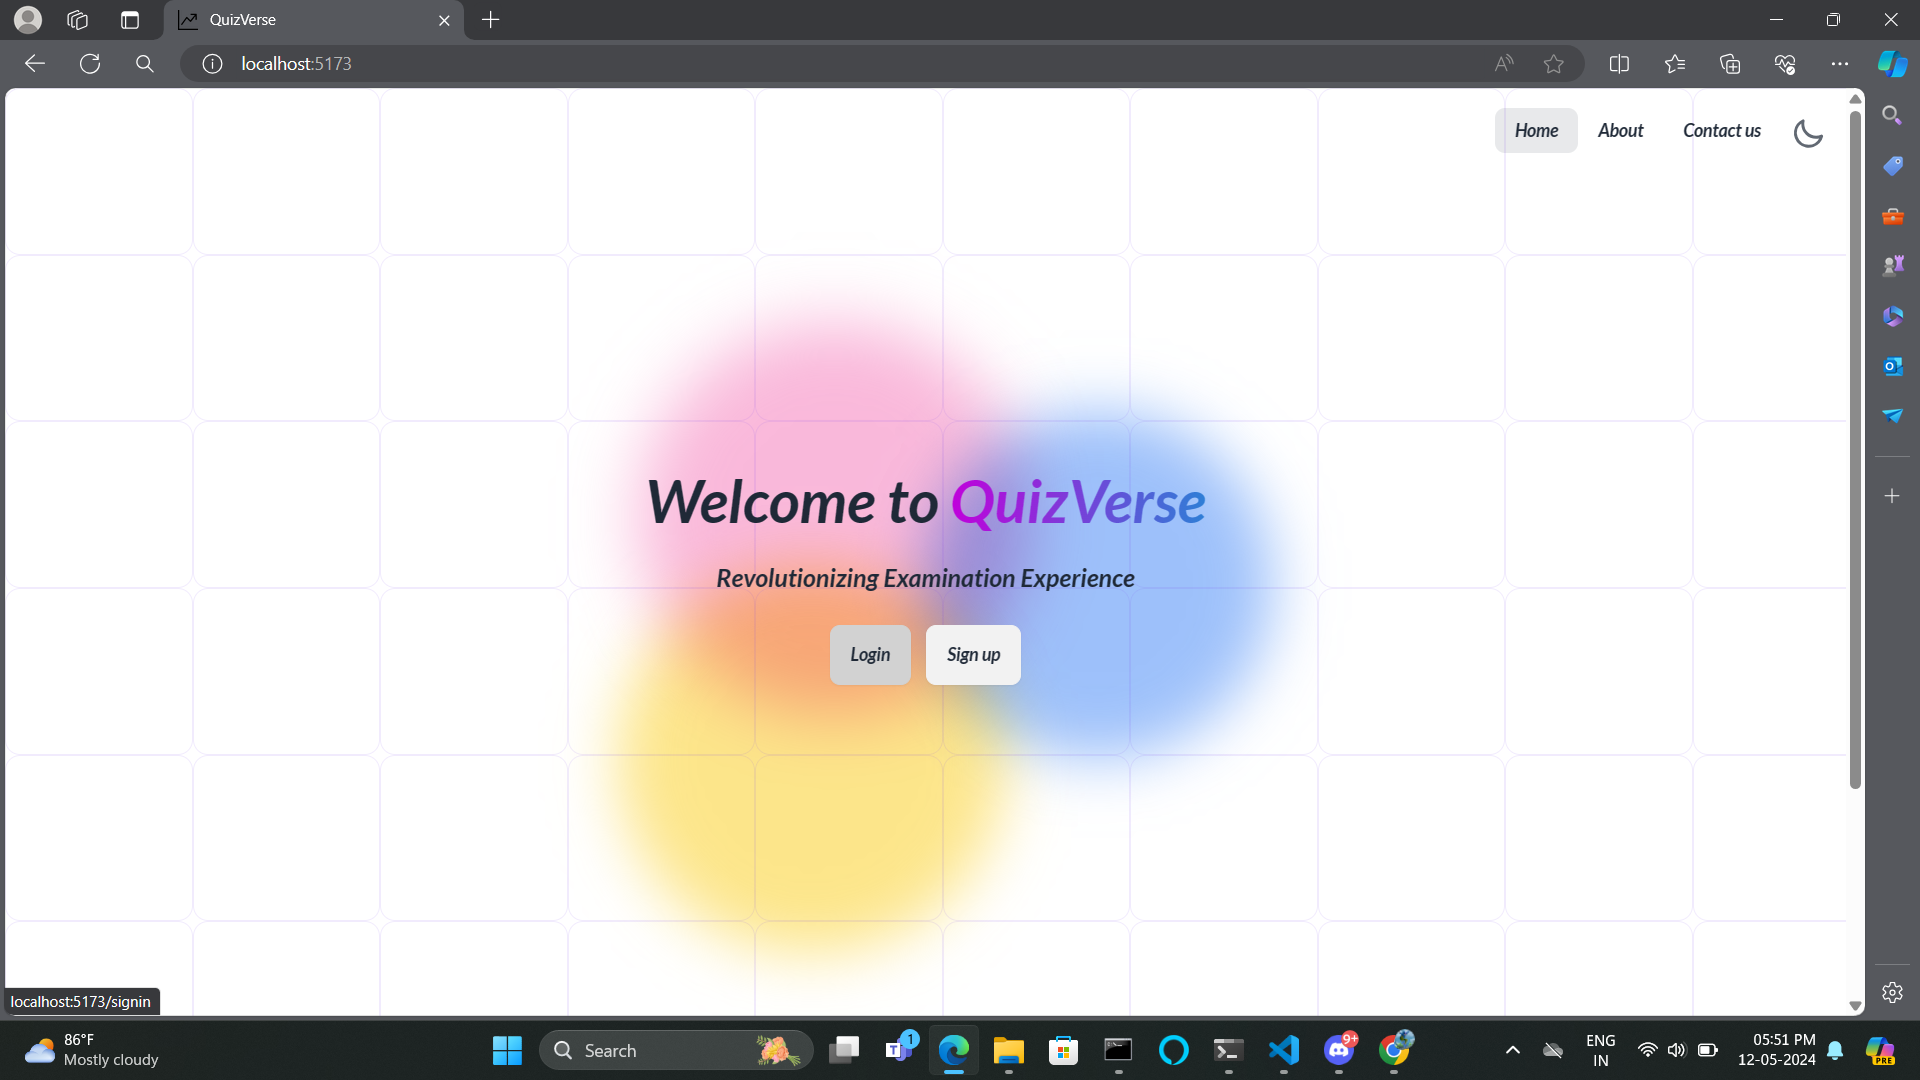 QuizVerse
localhost:5173
Home About Contact us
Welcome to QuizVerse
Revolutionizing Examination Experience
Login Sign up
localhost:5173/signin
86°F
Mostly cloudy
Search
1
9+
ENG
IN
05:51 PM
12-05-2024
PRE